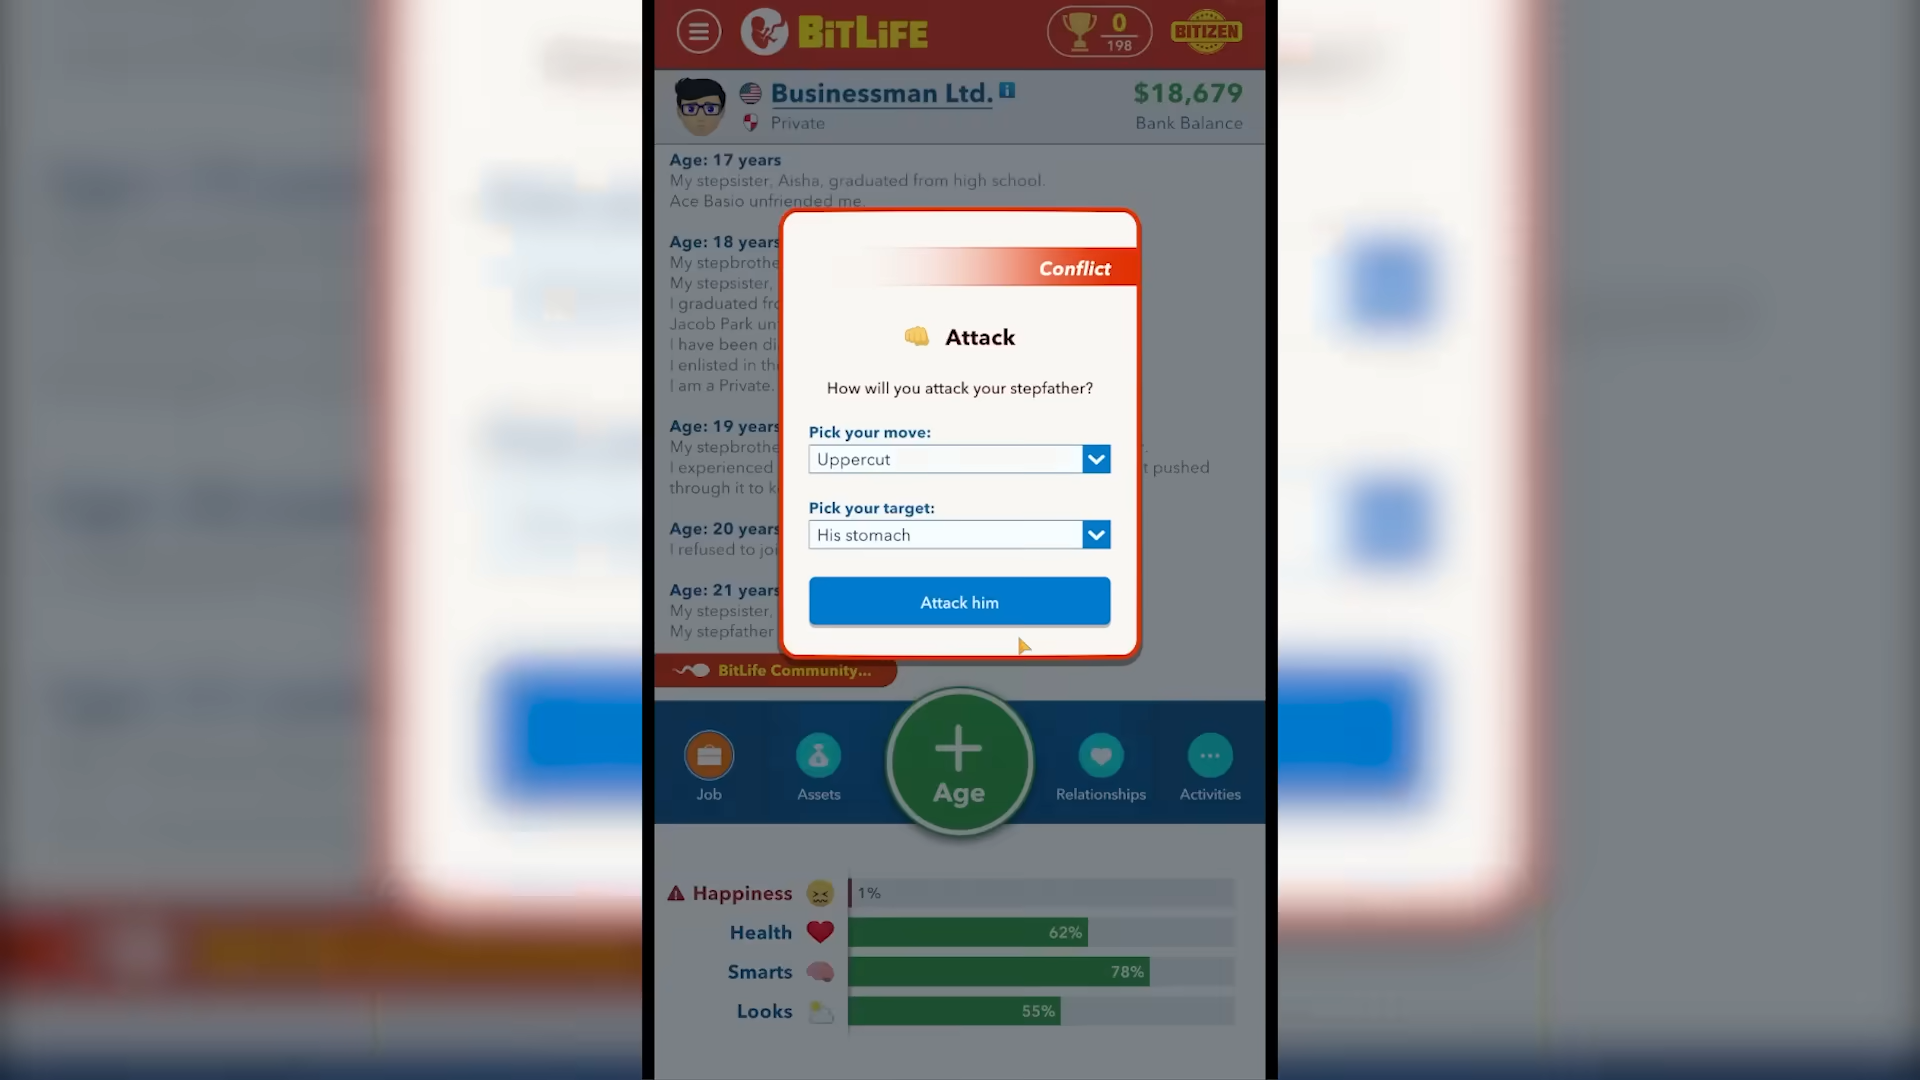 BITLIFE
0
198
BITIZEN
Businessman Ltd.
Private
$18,679
Bank Balance
Age: 17 years
My stepsister, Aisha, graduated from high school.
Ace Basio unfriended me.
Age: 18 years
My stepbrothe
My stepsister,
I graduated fr
Jacob Park un
I have been di
I enlisted in th
I am a Private.
Age: 19 years
My stepbrothe
I experienced
t pushed
through it to k
Age: 20 years
I refused to joi
Age: 21 years
My stepsister,
My stepfather
Conflict
Attack
How will you attack your stepfather?
Pick your move:
Uppercut
Pick your target:
His stomach
Attack him
BitLife Community...
Job
Assets
Age
Relationships
Activities
Happiness
1%
Health
62%
Smarts
78%
Looks
55%